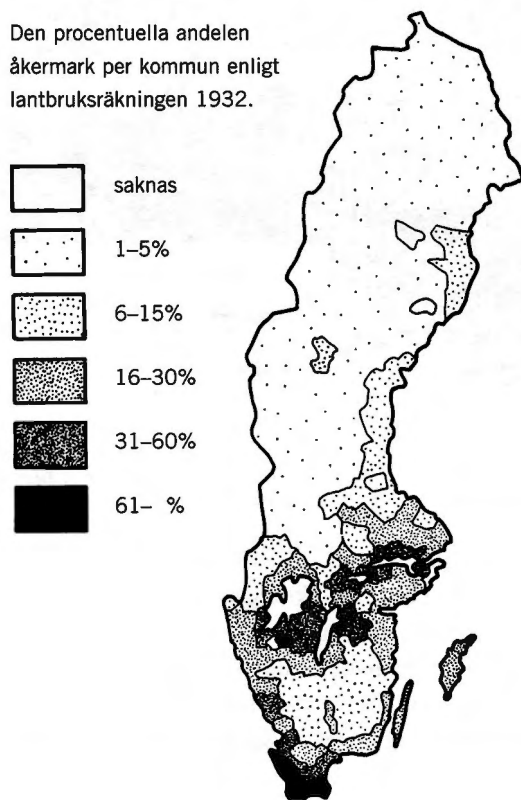 Den procentuella andelen
åkermark per kommun enligt
lantbruksräkningen 1932.
saknas
1–5%
6–15%
16–30%
31–60%
61– %